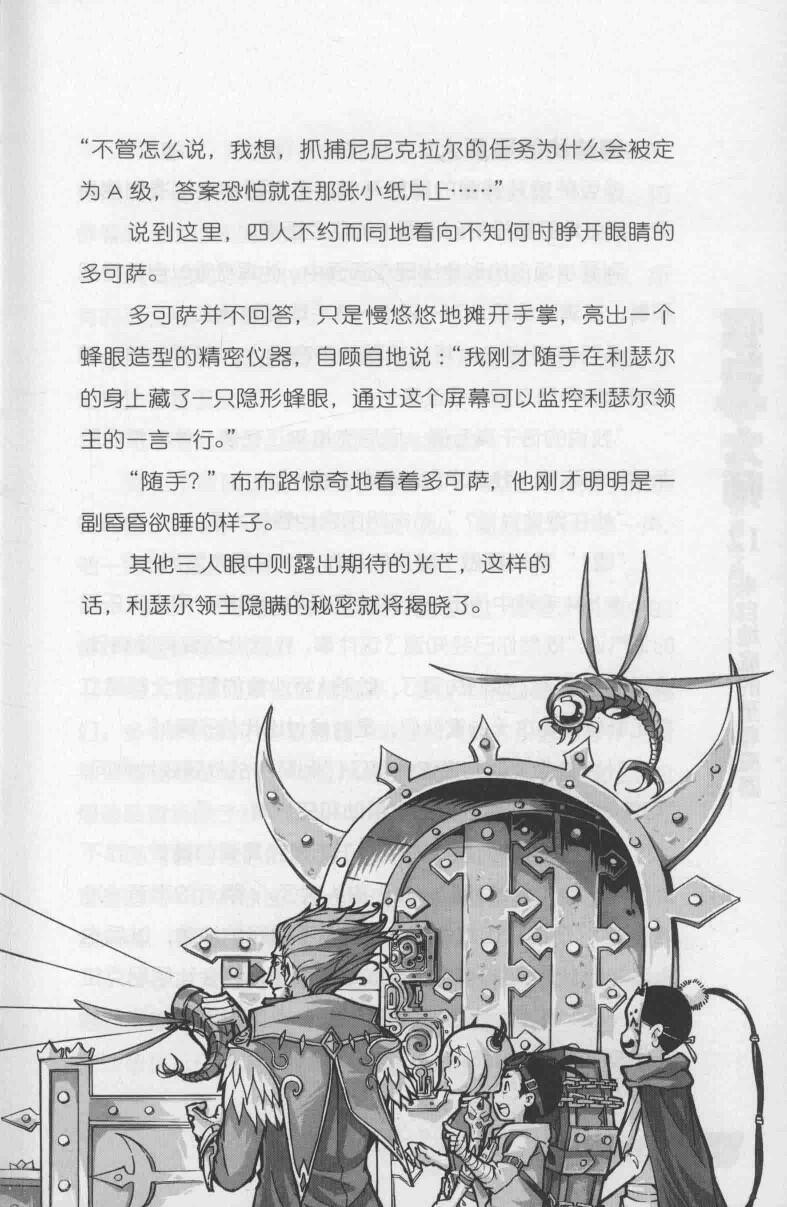 “不管怎么说，我想，抓捕尼尼克拉尔的任务为什么会被定
为A级，答案恐怕就在那张小纸片上……”
说到这里，四人不约而同地看向不知何时睁开眼睛的
多可萨。
多可萨并不回答，只是慢悠悠地摊开手掌，亮出一个
蜂眼造型的精密仪器，自顾自地说：“我刚才随手在利瑟尔
的身上藏了一只隐形蜂眼，通过这个屏幕可以监控利瑟尔领
主的一言一行。”
“随手？”布布路惊奇地看着多可萨，他刚才明明是一
副昏昏欲睡的样子。
其他三人眼中则露出期待的光芒，这样的
话，利瑟尔领主隐瞒的秘密就将揭晓了。